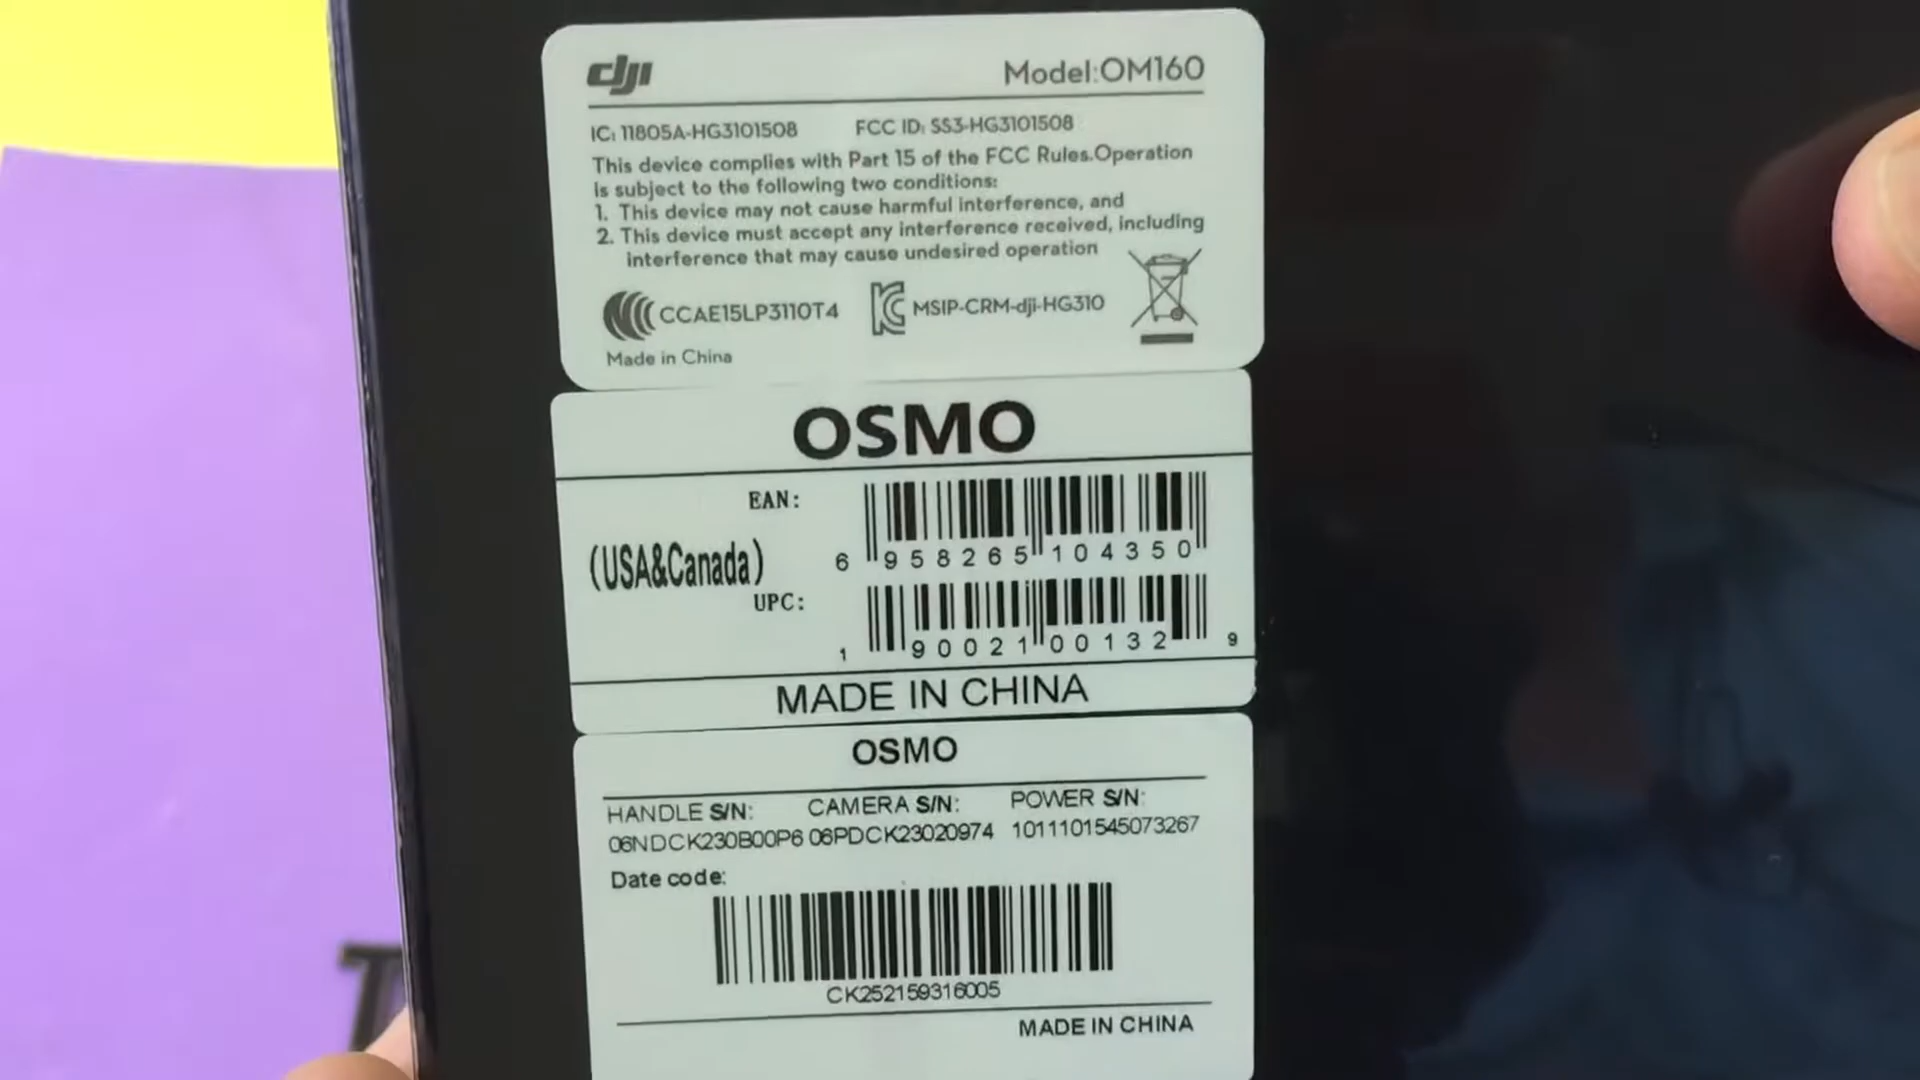 dji Model:OM160
IC: 11805A-HG3101508 FCC ID: SS3-HG3101508
This device complies with Part 15 of the FCC Rules.Operation
is subject to the following two conditions:
1. This device may not cause harmful interference, and
2. This device must accept any interference received, including
interference that may cause undesired operation
CCAE15LP3110T4 MSIP-CRM-dji-HG310
Made in China
OSMO
EAN:
6 958265 104350
(USA&Canada)
UPC:
1 90021 00132 9
MADE IN CHINA
OSMO
HANDLE S/N: CAMERA S/N: POWER S/N:
06NDCK230B00P6 06PDCK23020974 1011101545073267
Date code:
CK252159316005
MADE IN CHINA